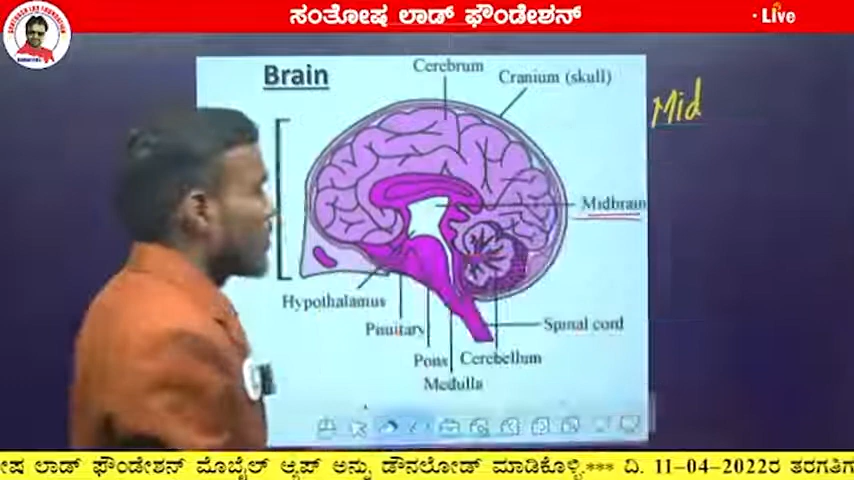 ಸಂತೋಷ ಲಾಡ್ ಫೌಂಡೇಶನ್
Live
Brain
Cerebrum
Cranium (skull)
Mid
Midbrain
Hypothalamus
Pituitary
Spinal cord
Pons
Cerebellum
Medulla
ೋಷ ಲಾಡ್ ಫೌಂಡೇಶನ್ ಮೊಬೈಲ್ ಆ್ಯಪ್ ಅನ್ನು ಡೌನಲೋಡ್ ಮಾಡಿಕೊಳ್ಳಿ.*** ದಿ. 11-04-2022ರ ತರಗತಿಗ